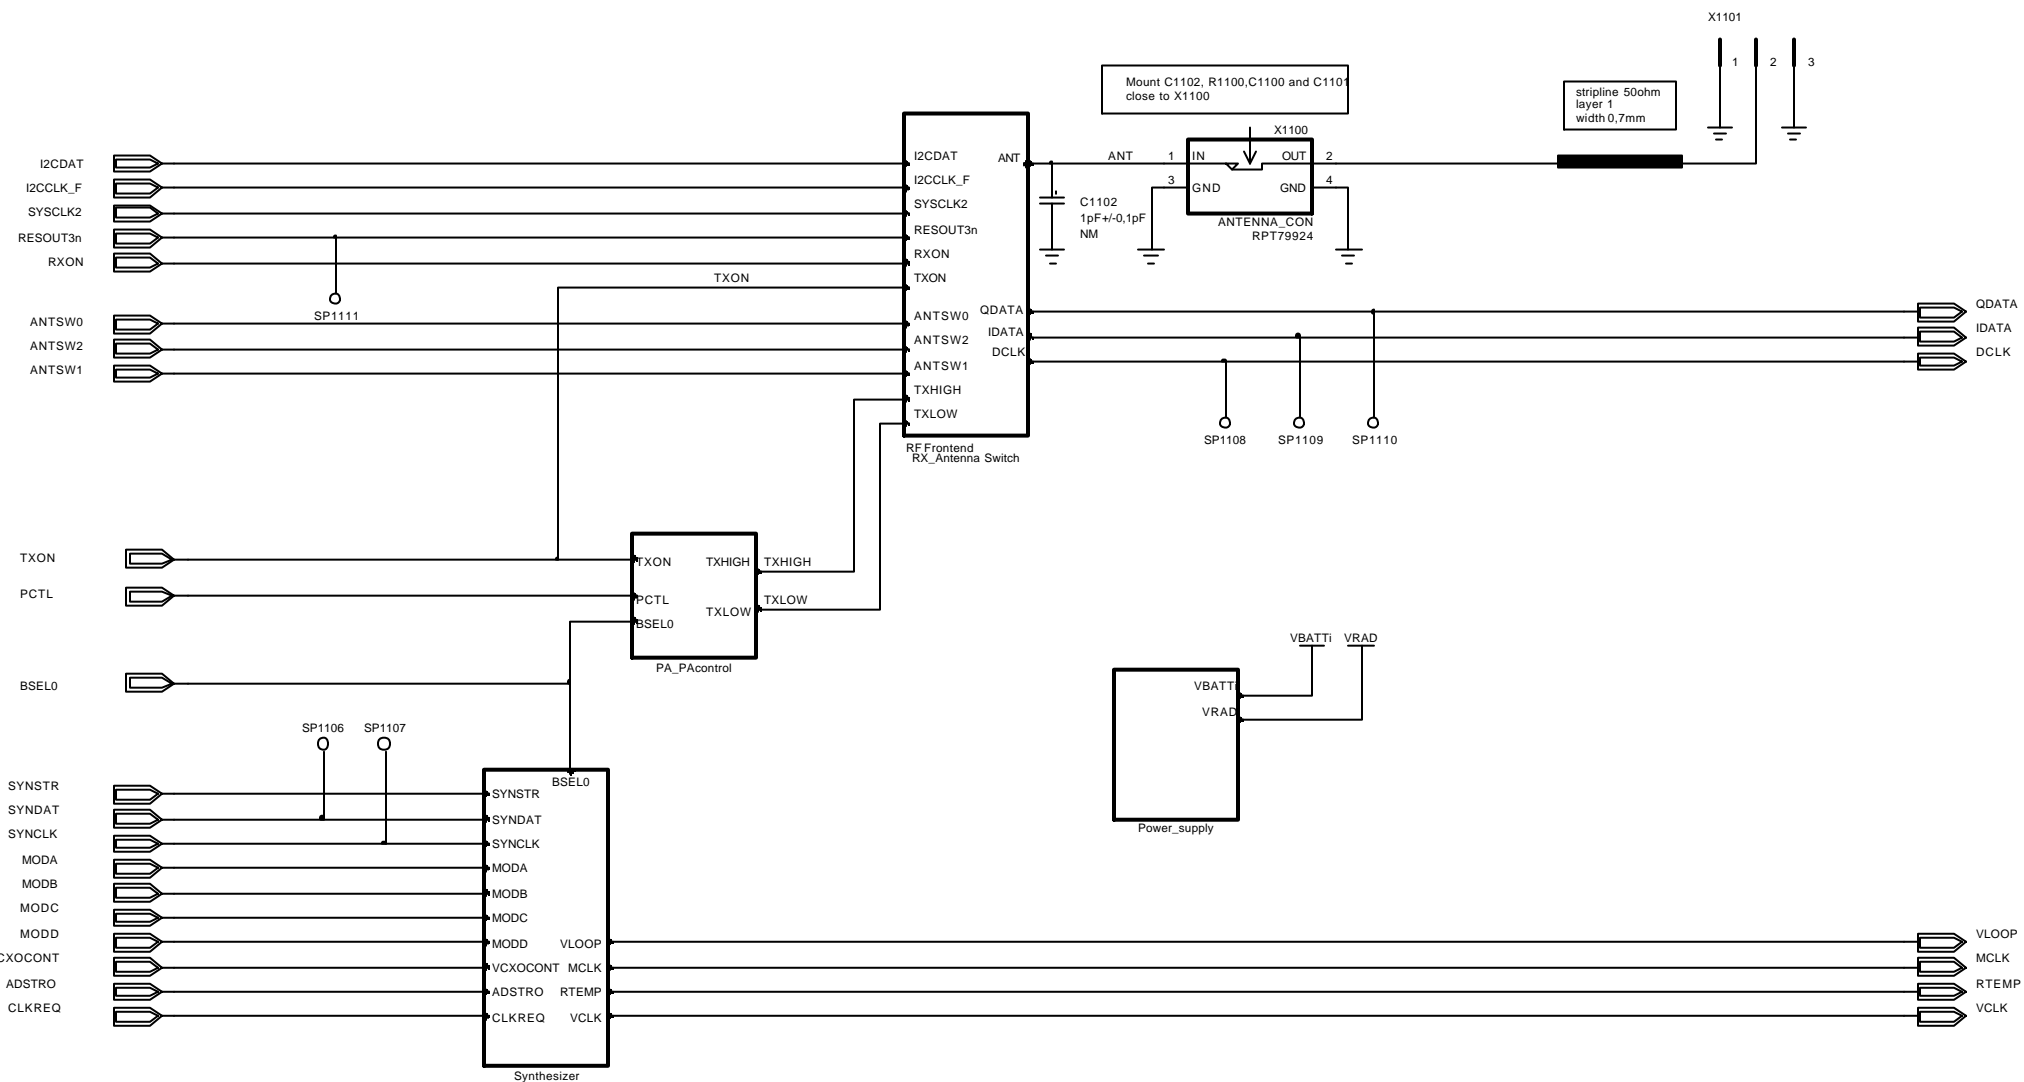 X1101
1 2 3
Mount C1102, R1100,C1100 and C1101
close to X1100
stripline 50ohm
layer 1
width 0,7mm
X1100
I2CDAT
I2CCLK_F
SYSCLK2
RESOUT3n
RXON
SP1111
TXON
ANTSW0
ANTSW2
ANTSW1
I2CDAT
I2CCLK_F
SYSCLK2
RESOUT3n
RXON
TXON
ANTSW0
ANTSW2
ANTSW1
TXHIGH
TXLOW
ANT
QDATA
IDATA
DCLK
RF Frontend
RX_Antenna Switch
ANT
1 IN OUT 2
3 GND GND 4
ANTENNA_CON
RPT79924
C1102
1pF+/-0,1pF
NM
QDATA
IDATA
DCLK
SP1108 SP1109 SP1110
TXON
PCTL
BSEL0
TXON
PCTL
BSEL0
TXHIGH
TXLOW
TXHIGH
TXLOW
PA_PAcontrol
VBATTi VRAD
VBATTi
VRAD
Power_supply
SP1106 SP1107
SYNSTR
SYNDAT
SYNCLK
MODA
MODB
MODC
MODD
CXOCONT
ADSTRO
CLKREQ
BSEL0
SYNSTR
SYNDAT
SYNCLK
MODA
MODB
MODC
MODD
VCXOCONT
ADSTRO
CLKREQ
VLOOP
MCLK
RTEMP
VCLK
Synthesizer
VLOOP
MCLK
RTEMP
VCLK